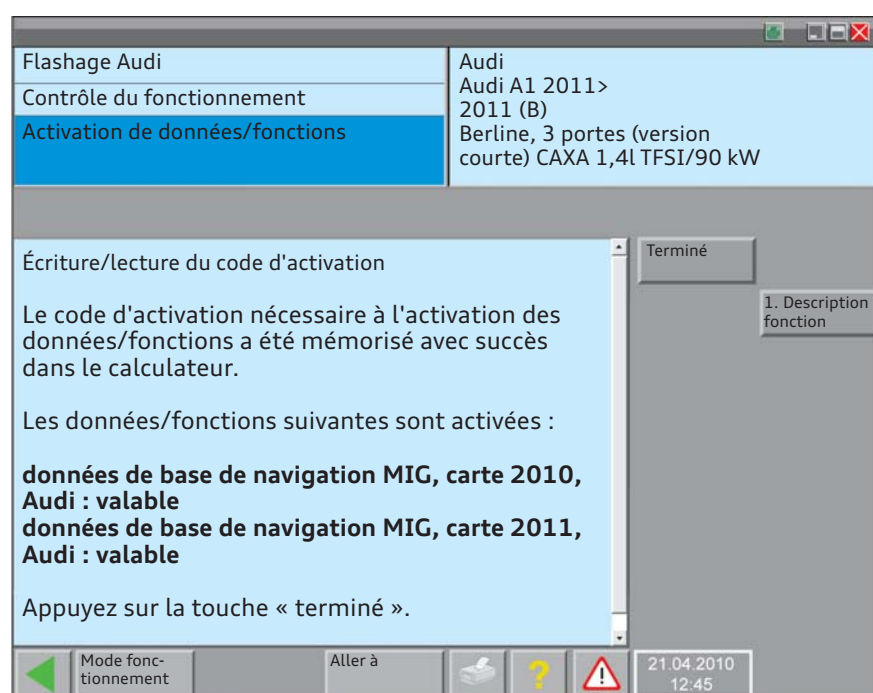 Flashage Audi
Contrôle du fonctionnement
Activation de données/fonctions
Audi
Audi A1 2011>
2011 (B)
Berline, 3 portes (version
courte) CAXA 1,4l TFSI/90 kW
Écriture/lecture du code d'activation
Le code d'activation nécessaire à l'activation des
données/fonctions a été mémorisé avec succès
dans le calculateur.
Les données/fonctions suivantes sont activées :
données de base de navigation MIG, carte 2010,
Audi : valable
données de base de navigation MIG, carte 2011,
Audi : valable
Appuyez sur la touche « terminé ».
Terminé
1. Description
fonction
Mode fonc-
tionnement
Aller à
?
21.04.2010
12:45